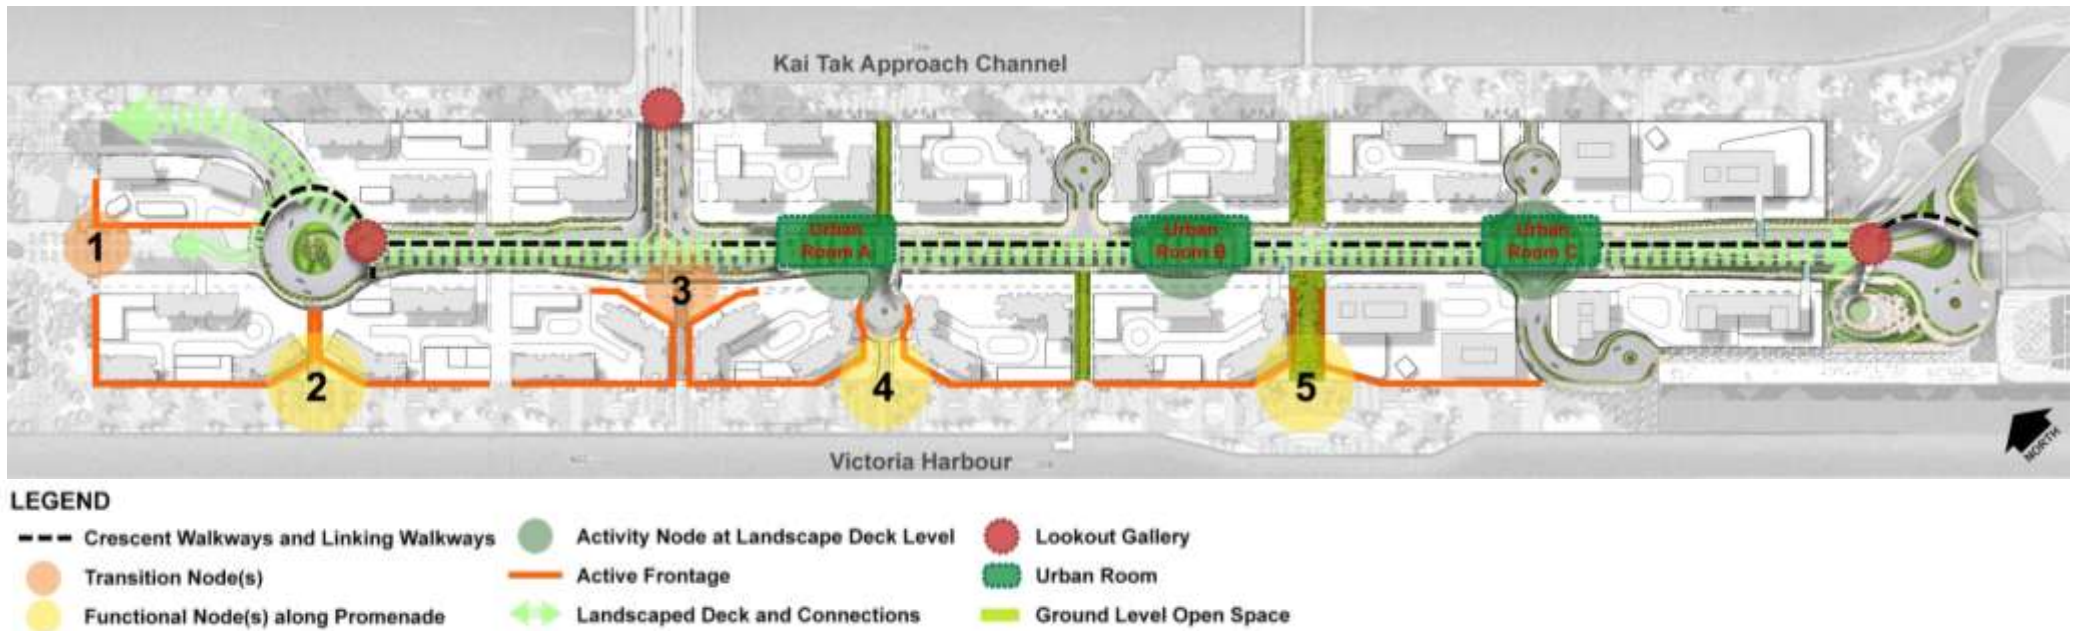 Kai Tak Approach Channel
1
2
3
4
5
Urban
Room A
Urban
Room B
Urban
Room C
Victoria Harbour
NORTH
LEGEND
Crescent Walkways and Linking Walkways
Transition Node(s)
Functional Node(s) along Promenade
Activity Node at Landscape Deck Level
Active Frontage
Landscaped Deck and Connections
Lookout Gallery
Urban Room
Ground Level Open Space